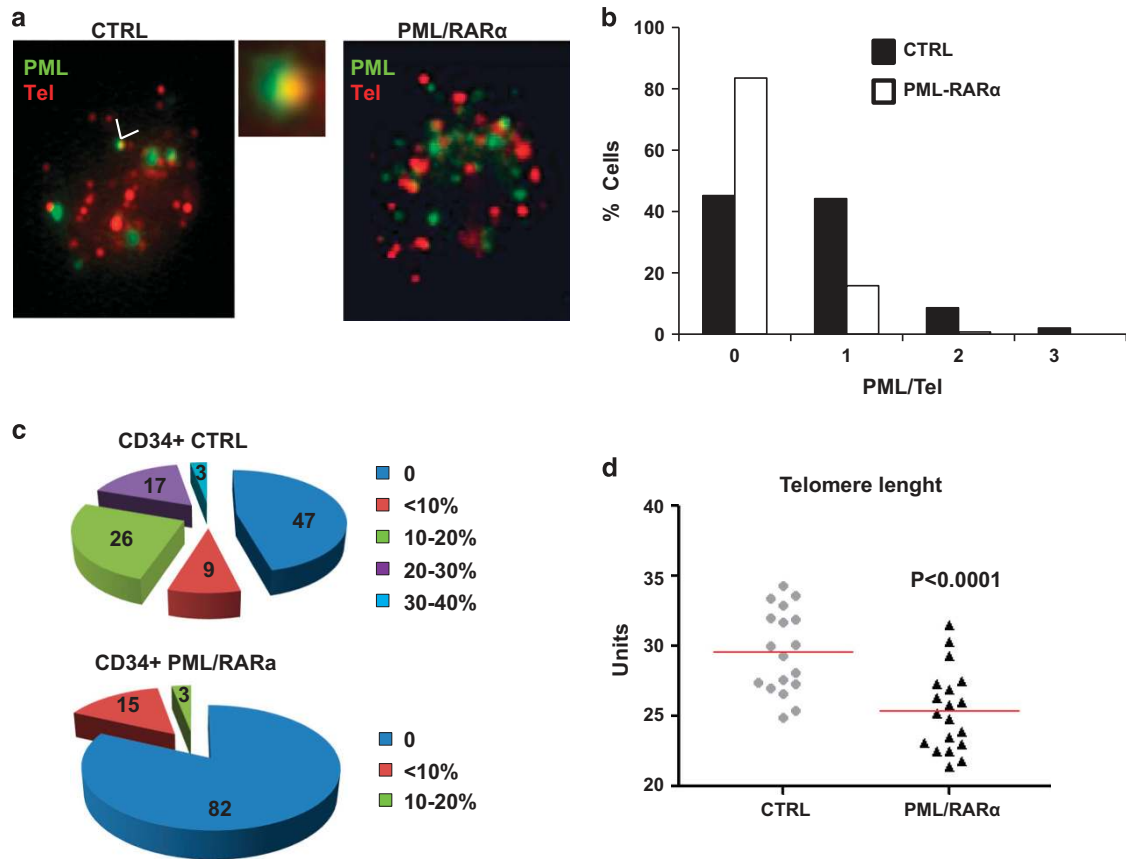 a
CTRL
PML
Tel
PML/RARα
PML
Tel
b
100
80
60
40
20
0
% Cells
CTRL
PML-RARα
0 1 2 3
PML/Tel
c
CD34+ CTRL
3
17
47
26
9
0
<10%
10-20%
20-30%
30-40%
CD34+ PML/RARa
3
15
82
0
<10%
10-20%
d
Telomere lenght
40
35
30
25
20
Units
P<0.0001
CTRL PML/RARα